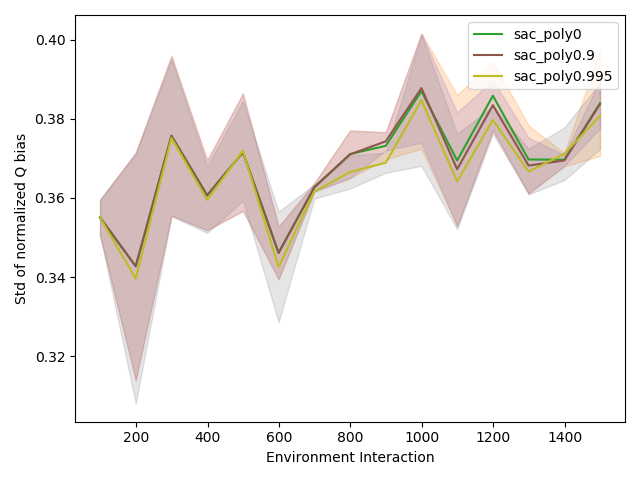 sac_poly0
sac_poly0.9
sac_poly0.995
0.40
0.38
0.36
0.34
0.32
Std of normalized Q bias
200
400
600
800
1000
1200
1400
Environment Interaction